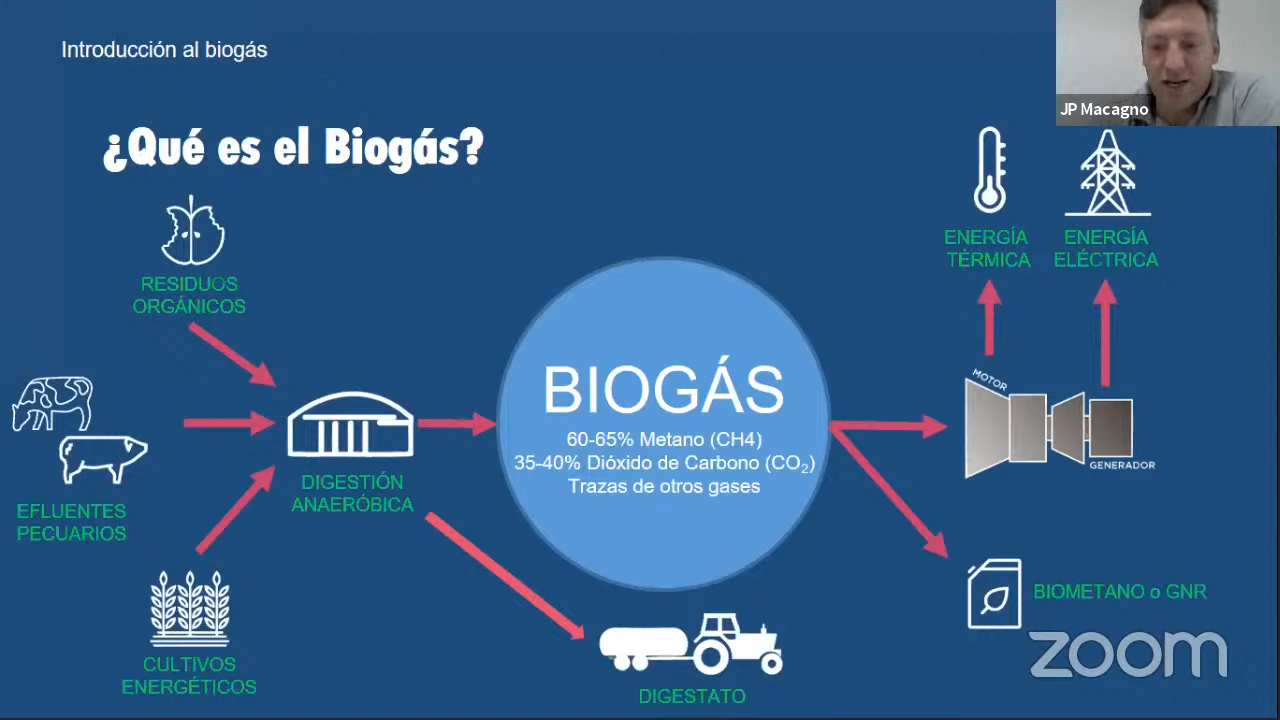 Introducción al biogás
JP Macagno
¿Qué es el Biogás?
RESIDUOS
ORGÁNICOS
EFLUENTES
PECUARIOS
CULTIVOS
ENERGÉTICOS
DIGESTIÓN
ANAERÓBICA
BIOGÁS
60-65% Metano (CH4)
35-40% Dióxido de Carbono (CO₂)
Trazas de otros gases
DIGESTATO
ENERGÍA
TÉRMICA
ENERGÍA
ELÉCTRICA
MOTOR
GENERADOR
BIOMETANO o GNR
zoom